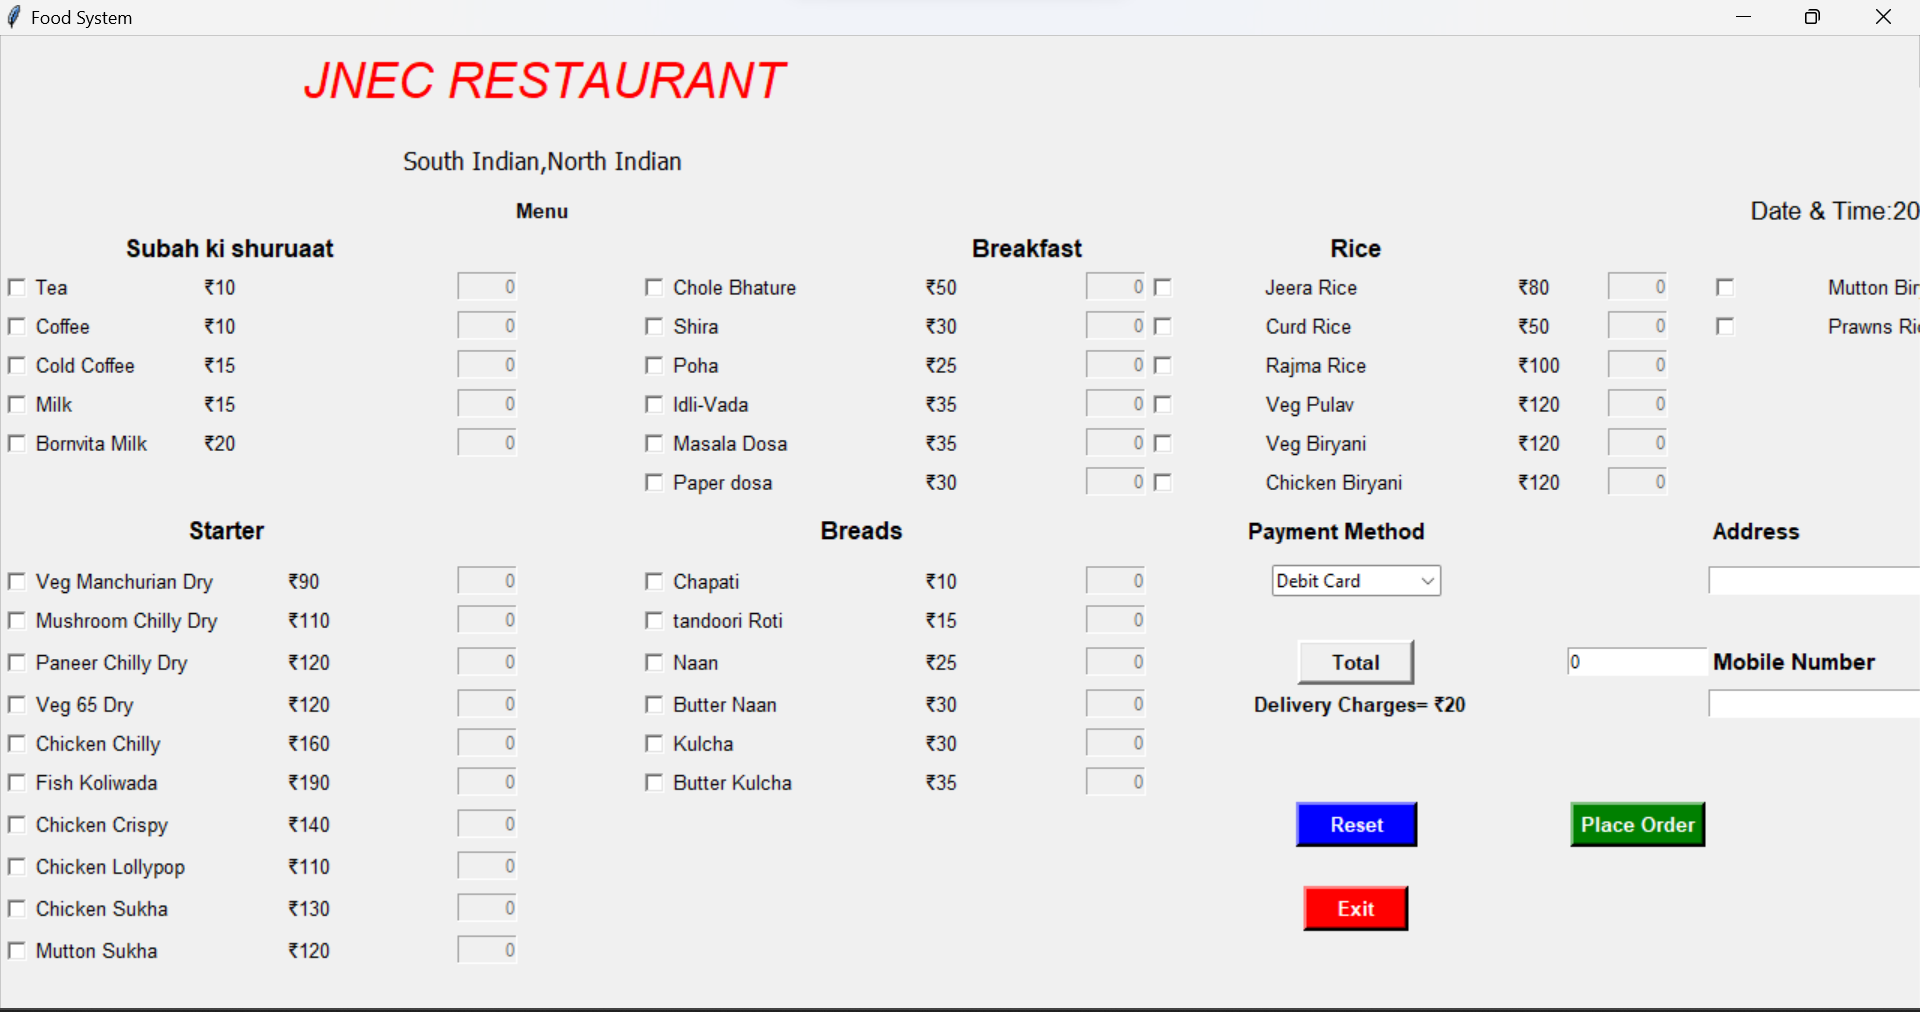 Food System
JNEC RESTAURANT
South Indian,North Indian
Menu
Date & Time:20
Subah ki shuruaat Breakfast Rice
Tea ₹10 0 Chole Bhature ₹50 0 Jeera Rice ₹80 0 Mutton
Coffee ₹10 0 Shira ₹30 0 Curd Rice ₹50 0 Prawns
Cold Coffee ₹15 0 Poha ₹25 0 Rajma Rice ₹100 0
Milk ₹15 0 Idli-Vada ₹35 0 Veg Pulav ₹120 0
Bornvita Milk ₹20 0 Masala Dosa ₹35 0 Veg Biryani ₹120 0
Paper dosa ₹30 0 Chicken Biryani ₹120 0
Starter Breads Payment Method Address
Veg Manchurian Dry ₹90 0 Chapati ₹10 0 Debit Card
Mushroom Chilly Dry ₹110 0 tandoori Roti ₹15 0
Paneer Chilly Dry ₹120 0 Naan ₹25 0 Total 0 Mobile Number
Veg 65 Dry ₹120 0 Butter Naan ₹30 0 Delivery Charges= ₹20
Chicken Chilly ₹160 0 Kulcha ₹30 0
Fish Koliwada ₹190 0 Butter Kulcha ₹35 0
Chicken Crispy ₹140 0 Reset Place Order
Chicken Lollypop ₹110 0
Chicken Sukha ₹130 0 Exit
Mutton Sukha ₹120 0